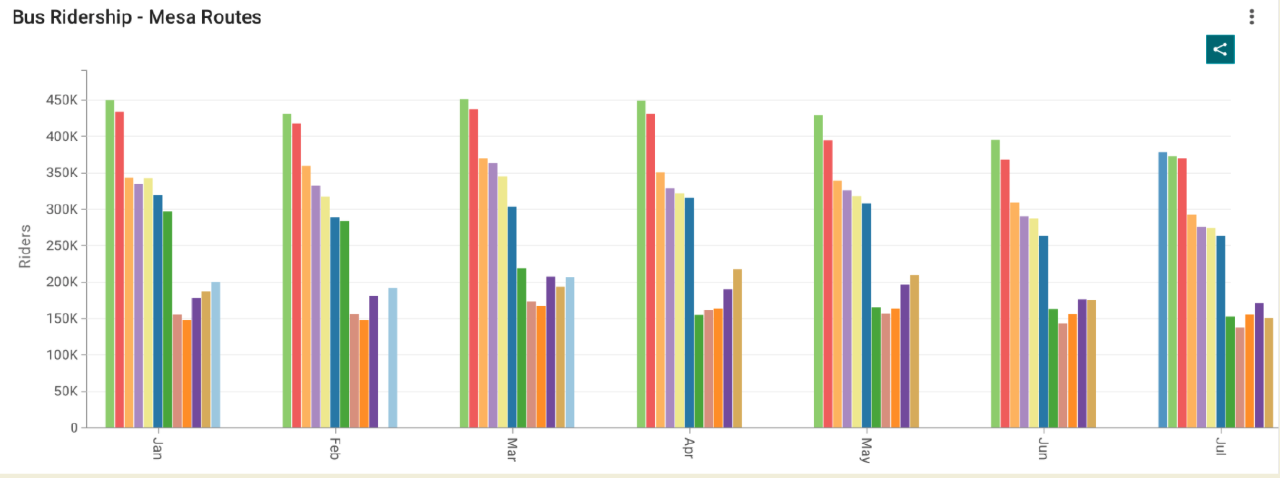 Bus Ridership - Mesa Routes
450K
400K
350K
300K
250K
200K
150K
100K
50K
0
Riders
Jan
Feb
Mar
Apr
May
Jun
Jul